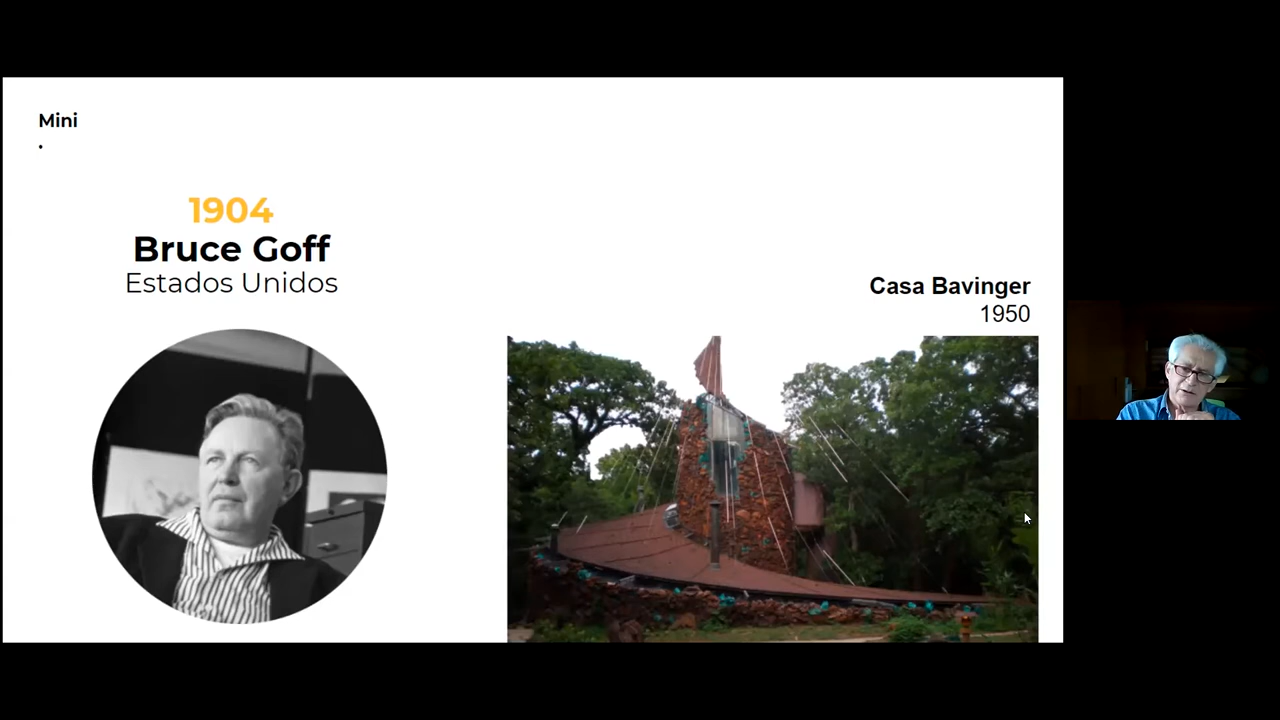 Mini
.
1904
Bruce Goff
Estados Unidos
Casa Bavinger
1950